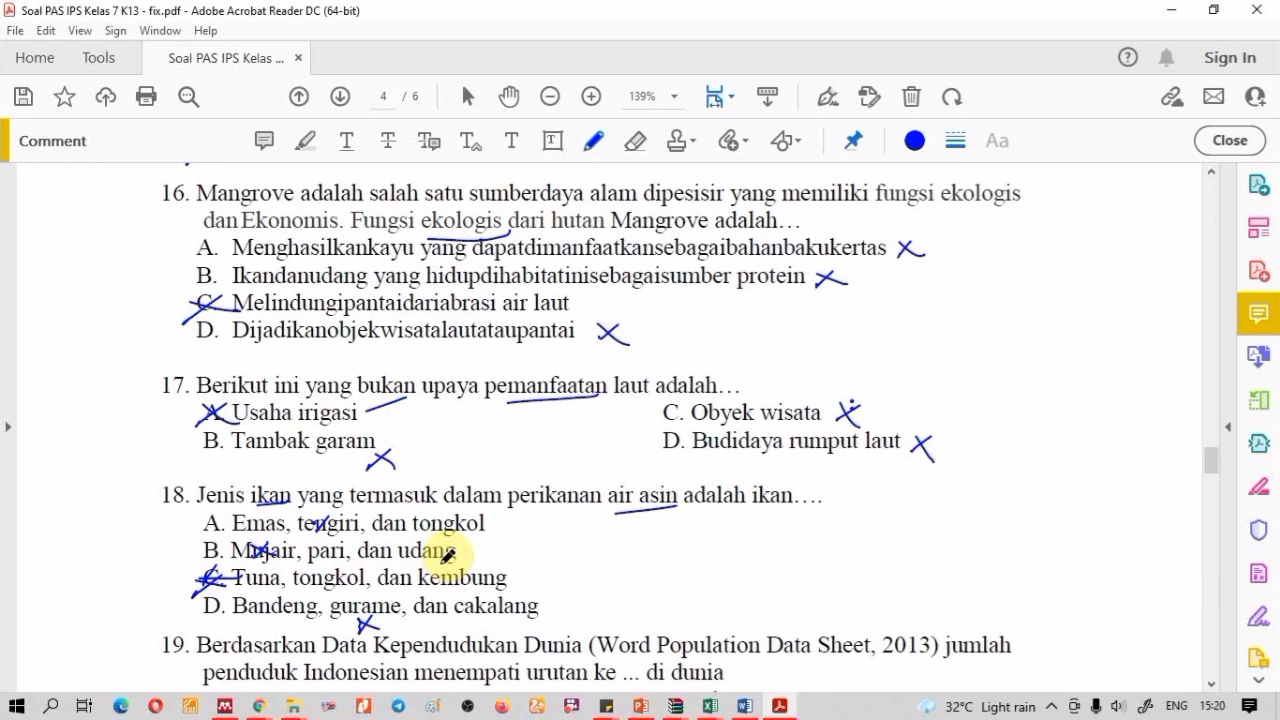 Soal PAS IPS Kelas 7 K13 - fix.pdf - Adobe Acrobat Reader DC (64-bit)
File Edit View Sign Window Help
Home Tools Soal PAS IPS Kelas ... × Sign In
4 / 6 139%
Comment Aa Close
16. Mangrove adalah salah satu sumberdaya alam dipesisir yang memiliki fungsi ekologis
dan Ekonomis. Fungsi ekologis dari hutan Mangrove adalah…
A. Menghasilkankayu yang dapatdimanfaatkansebagaibahanbakukertas
B. Ikandanudang yang hidupdihabitatinisebagaisumber protein
C. Melindungipantaidariabrasi air laut
D. Dijadikanobjekwisatalautataupantai
17. Berikut ini yang bukan upaya pemanfaatan laut adalah…
A. Usaha irigasi C. Obyek wisata
B. Tambak garam D. Budidaya rumput laut
18. Jenis ikan yang termasuk dalam perikanan air asin adalah ikan….
A. Emas, tengiri, dan tongkol
B. Mujair, pari, dan udang
C. Tuna, tongkol, dan kembung
D. Bandeng, gurame, dan cakalang
19. Berdasarkan Data Kependudukan Dunia (Word Population Data Sheet, 2013) jumlah
penduduk Indonesian menempati urutan ke ... di dunia
32°C Light rain ENG 15:20